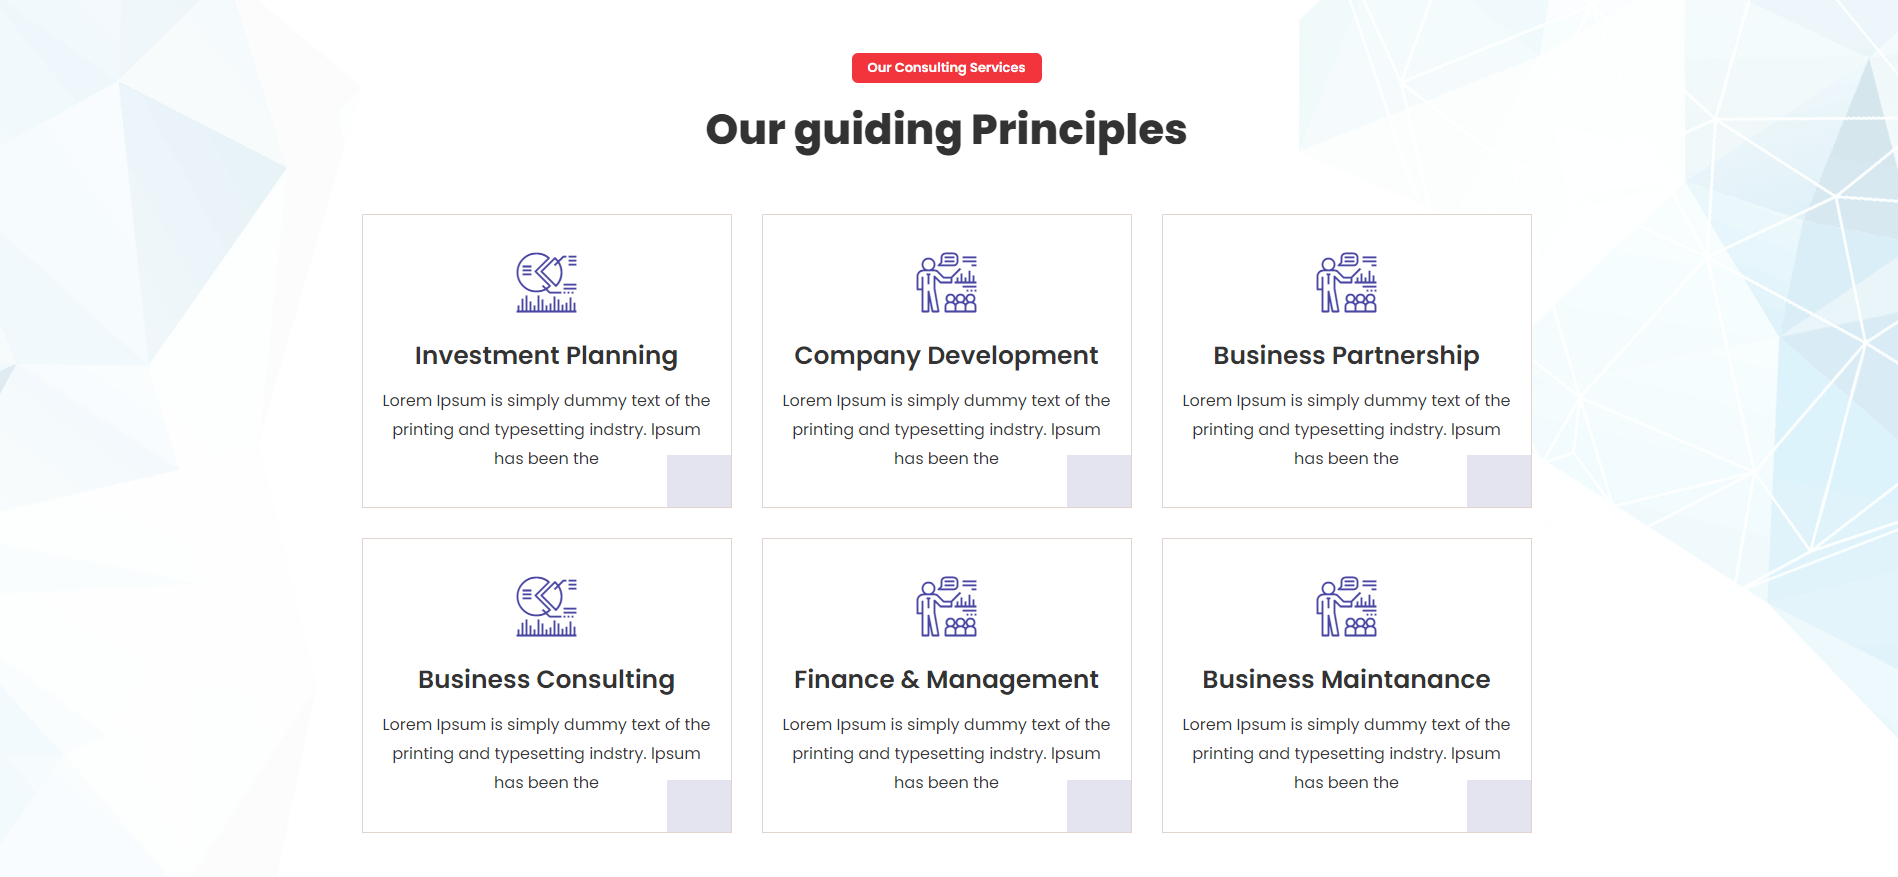 Our Consulting Services
Our guiding Principles
Investment Planning
Lorem Ipsum is simply dummy text of the
printing and typesetting indstry. Ipsum
has been the
Company Development
Lorem Ipsum is simply dummy text of the
printing and typesetting indstry. Ipsum
has been the
Business Partnership
Lorem Ipsum is simply dummy text of the
printing and typesetting indstry. Ipsum
has been the
Business Consulting
Lorem Ipsum is simply dummy text of the
printing and typesetting indstry. Ipsum
has been the
Finance & Management
Lorem Ipsum is simply dummy text of the
printing and typesetting indstry. Ipsum
has been the
Business Maintanance
Lorem Ipsum is simply dummy text of the
printing and typesetting indstry. Ipsum
has been the